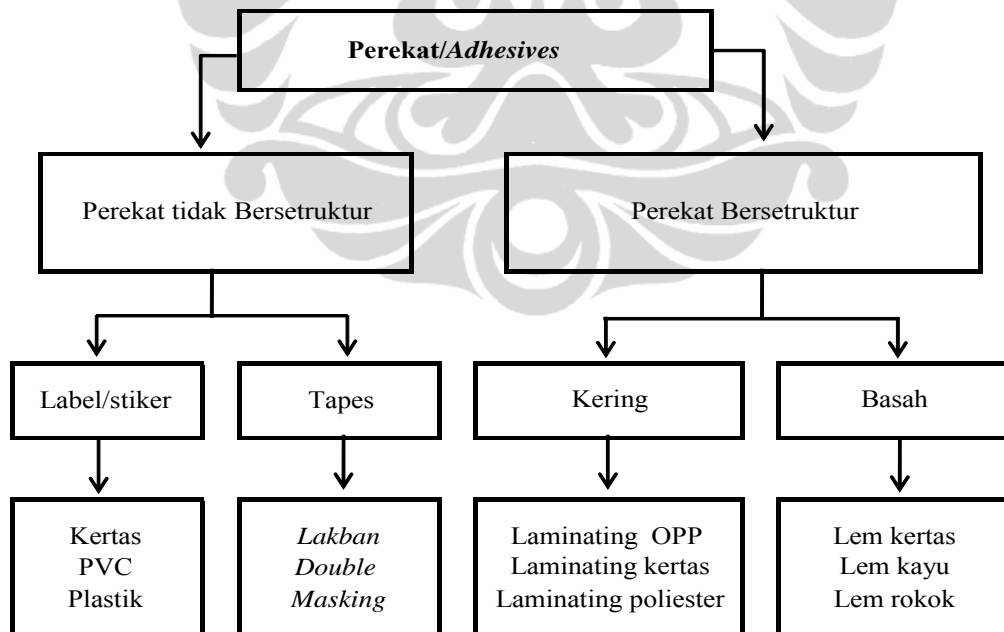 Perekat/Adhesives
Perekat tidak Bersetruktur
Perekat Bersetruktur
Label/stiker
Tapes
Kering
Basah
Kertas
PVC
Plastik
Lakban
Double
Masking
Laminating OPP
Laminating kertas
Laminating poliester
Lem kertas
Lem kayu
Lem rokok